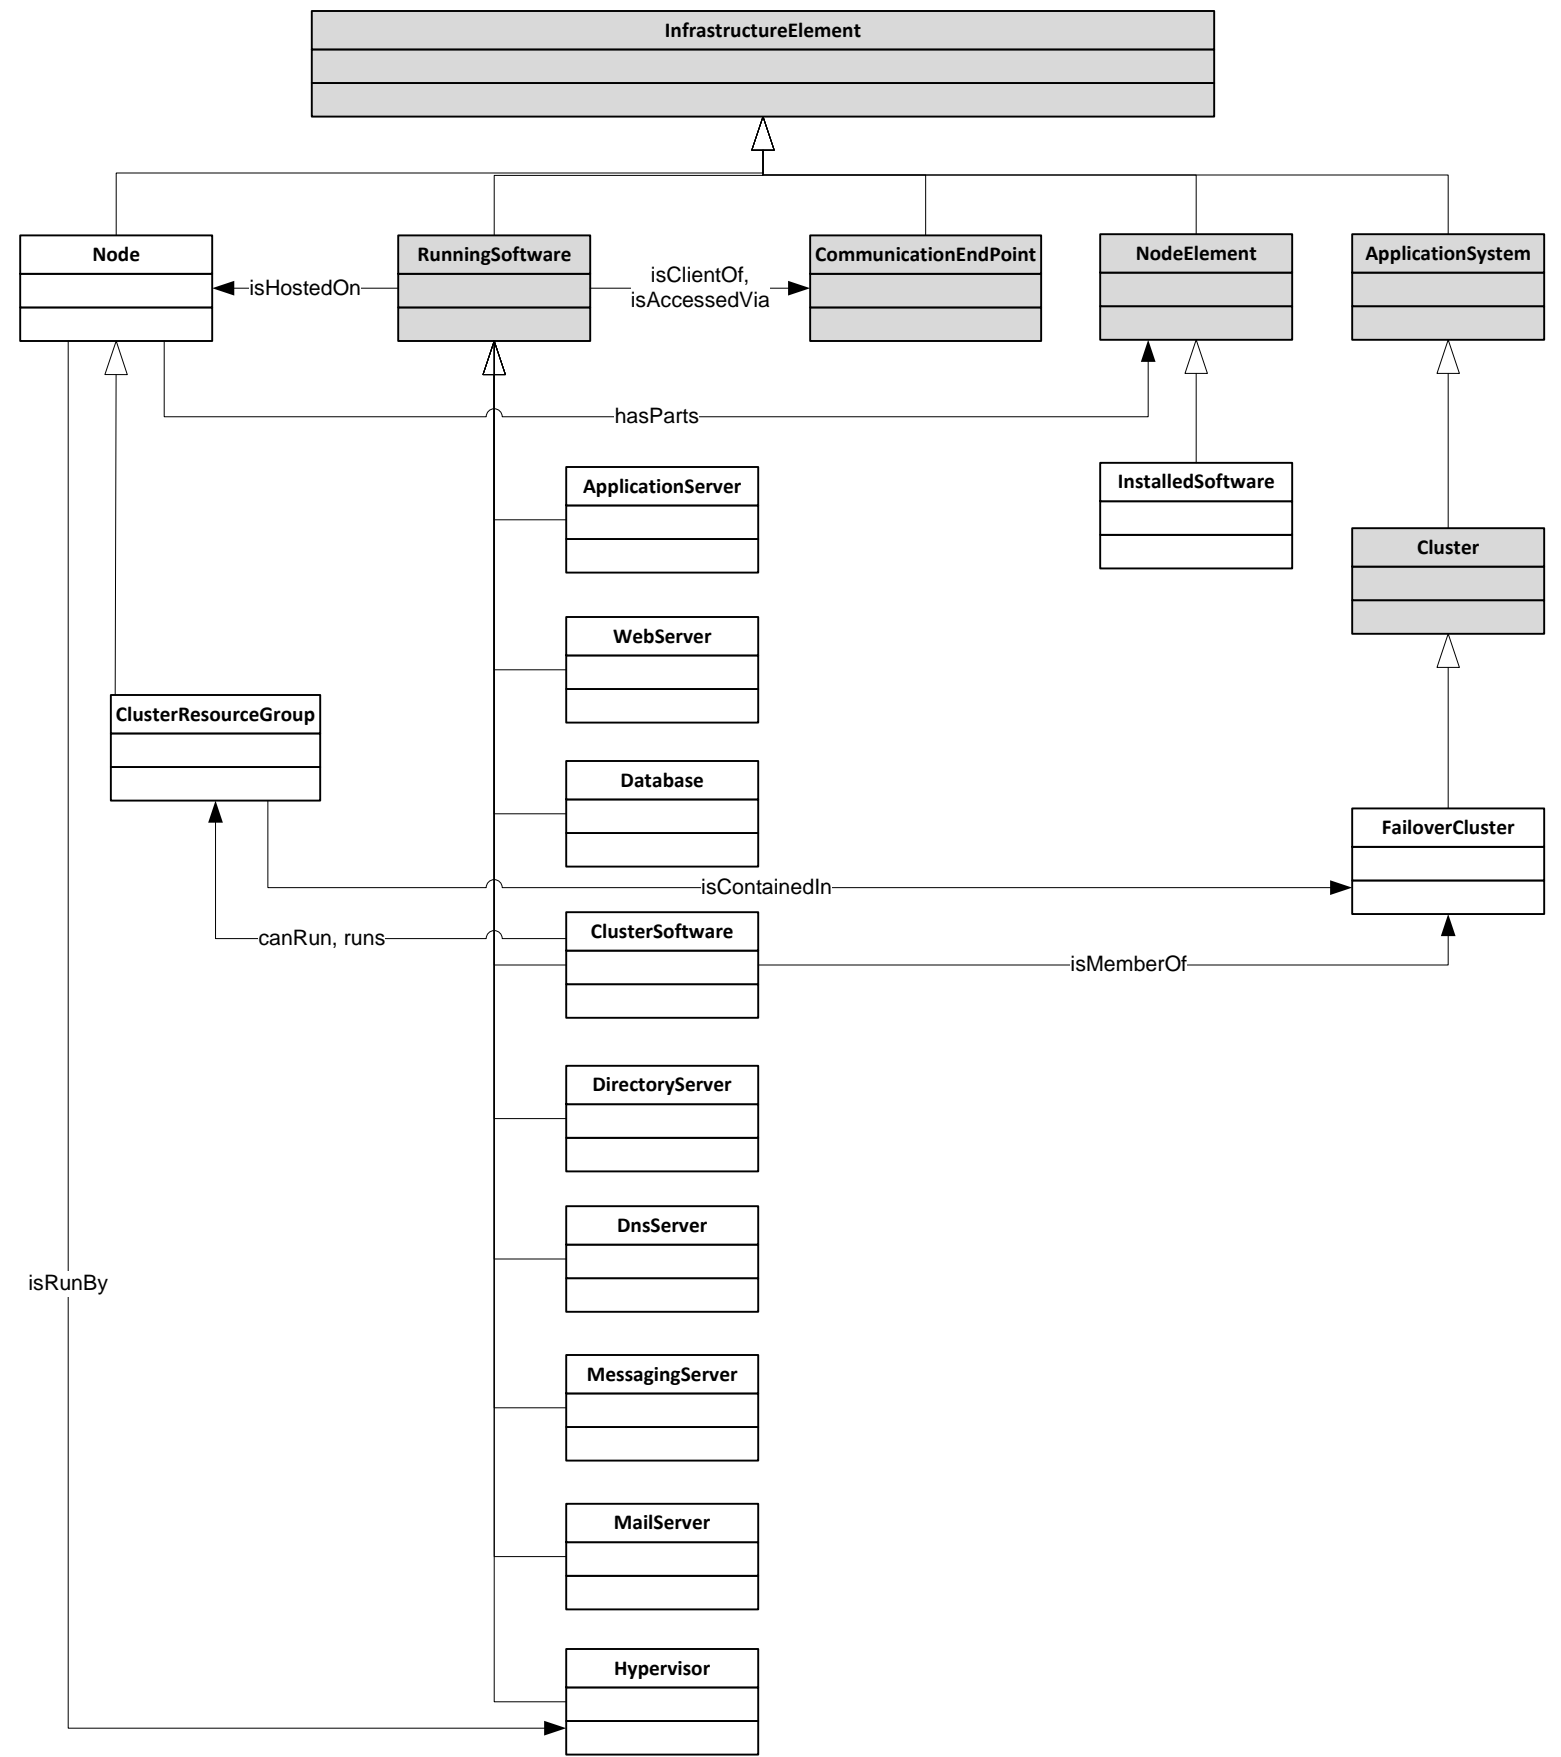 InfrastructureElement
Node
RunningSoftware
CommunicationEndPoint
NodeElement
ApplicationSystem
isHostedOn
isClientOf,
isAccessedVia
hasParts
ApplicationServer
InstalledSoftware
Cluster
WebServer
ClusterResourceGroup
Database
FailoverCluster
isContainedIn
ClusterSoftware
canRun, runs
isMemberOf
DirectoryServer
DnsServer
isRunBy
MessagingServer
MailServer
Hypervisor